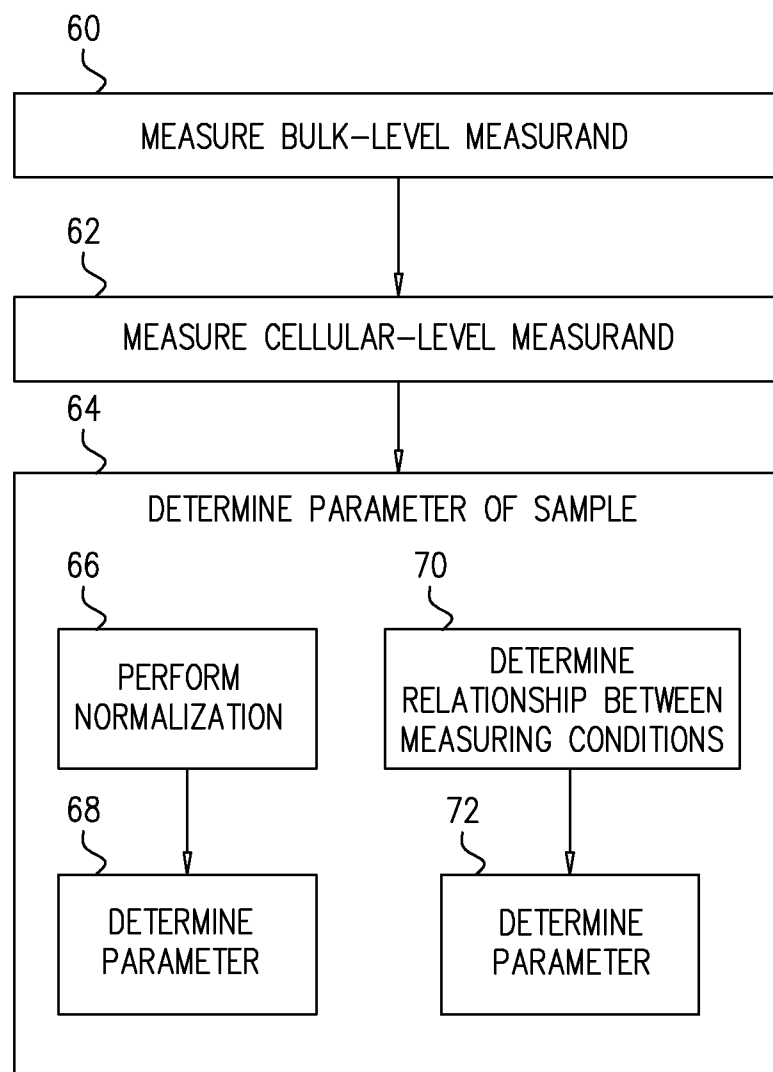 60
MEASURE BULK-LEVEL MEASURAND
62
MEASURE CELLULAR-LEVEL MEASURAND
64
DETERMINE PARAMETER OF SAMPLE
66
PERFORM
NORMALIZATION
70
DETERMINE
RELATIONSHIP BETWEEN
MEASURING CONDITIONS
68
DETERMINE
PARAMETER
72
DETERMINE
PARAMETER